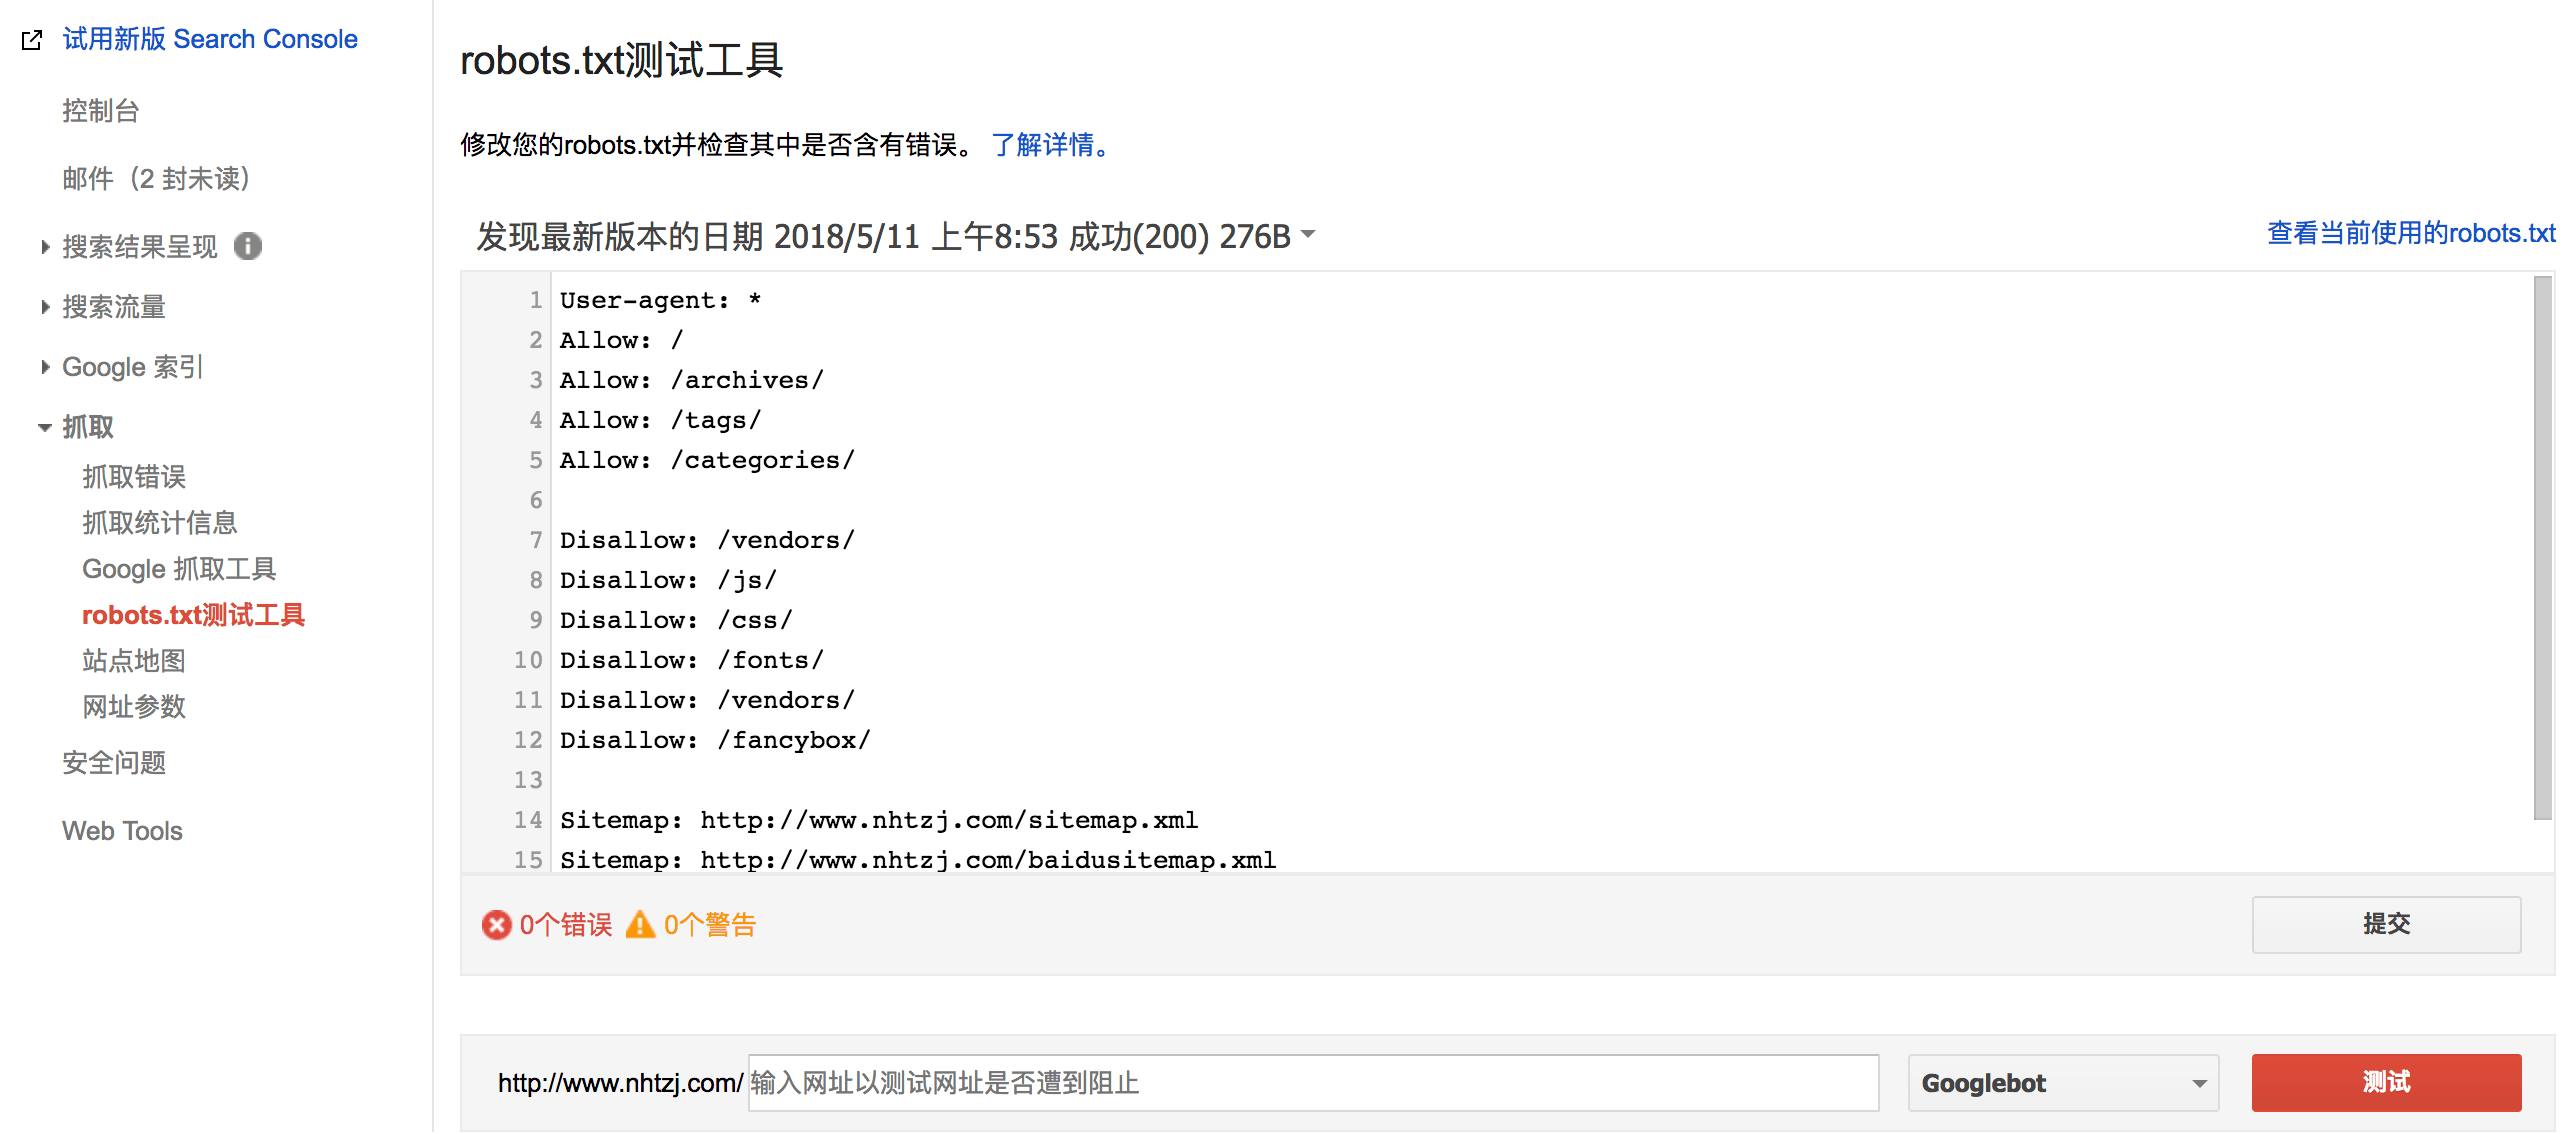 试用新版 Search Console
控制台
邮件（2 封未读）
搜索结果呈现
搜索流量
Google 索引
抓取
抓取错误
抓取统计信息
Google 抓取工具
robots.txt测试工具
站点地图
网址参数
安全问题
Web Tools
robots.txt测试工具
修改您的robots.txt并检查其中是否含有错误。 了解详情。
发现最新版本的日期 2018/5/11 上午8:53 成功(200) 276B
查看当前使用的robots.txt
1 User-agent: *
2 Allow: /
3 Allow: /archives/
4 Allow: /tags/
5 Allow: /categories/
6
7 Disallow: /vendors/
8 Disallow: /js/
9 Disallow: /css/
10 Disallow: /fonts/
11 Disallow: /vendors/
12 Disallow: /fancybox/
13
14 Sitemap: http://www.nhtzj.com/sitemap.xml
15 Sitemap: http://www.nhtzj.com/baidusitemap.xml
0个错误 0个警告
提交
http://www.nhtzj.com/ 输入网址以测试网址是否遭到阻止 Googlebot 测试